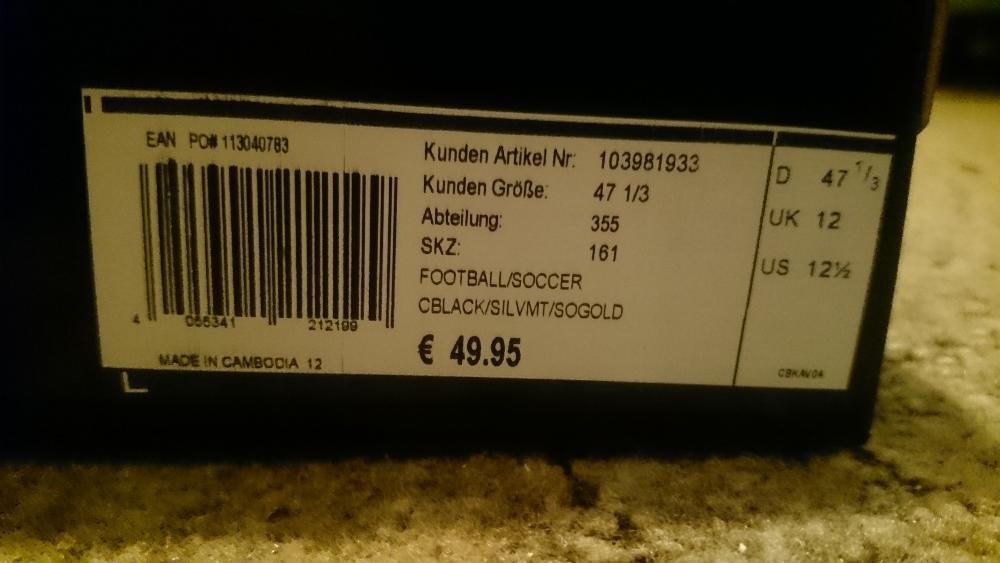 EAN PO# 113040783
4 055341 212199
MADE IN CAMBODIA 12
Kunden Artikel Nr: 103981933
Kunden Größe: 47 1/3
Abteilung: 355
SKZ: 161
FOOTBALL/SOCCER
CBLACK/SILVMT/SOGOLD
€ 49.95
D 47 1/3
UK 12
US 12½
CBKAV04